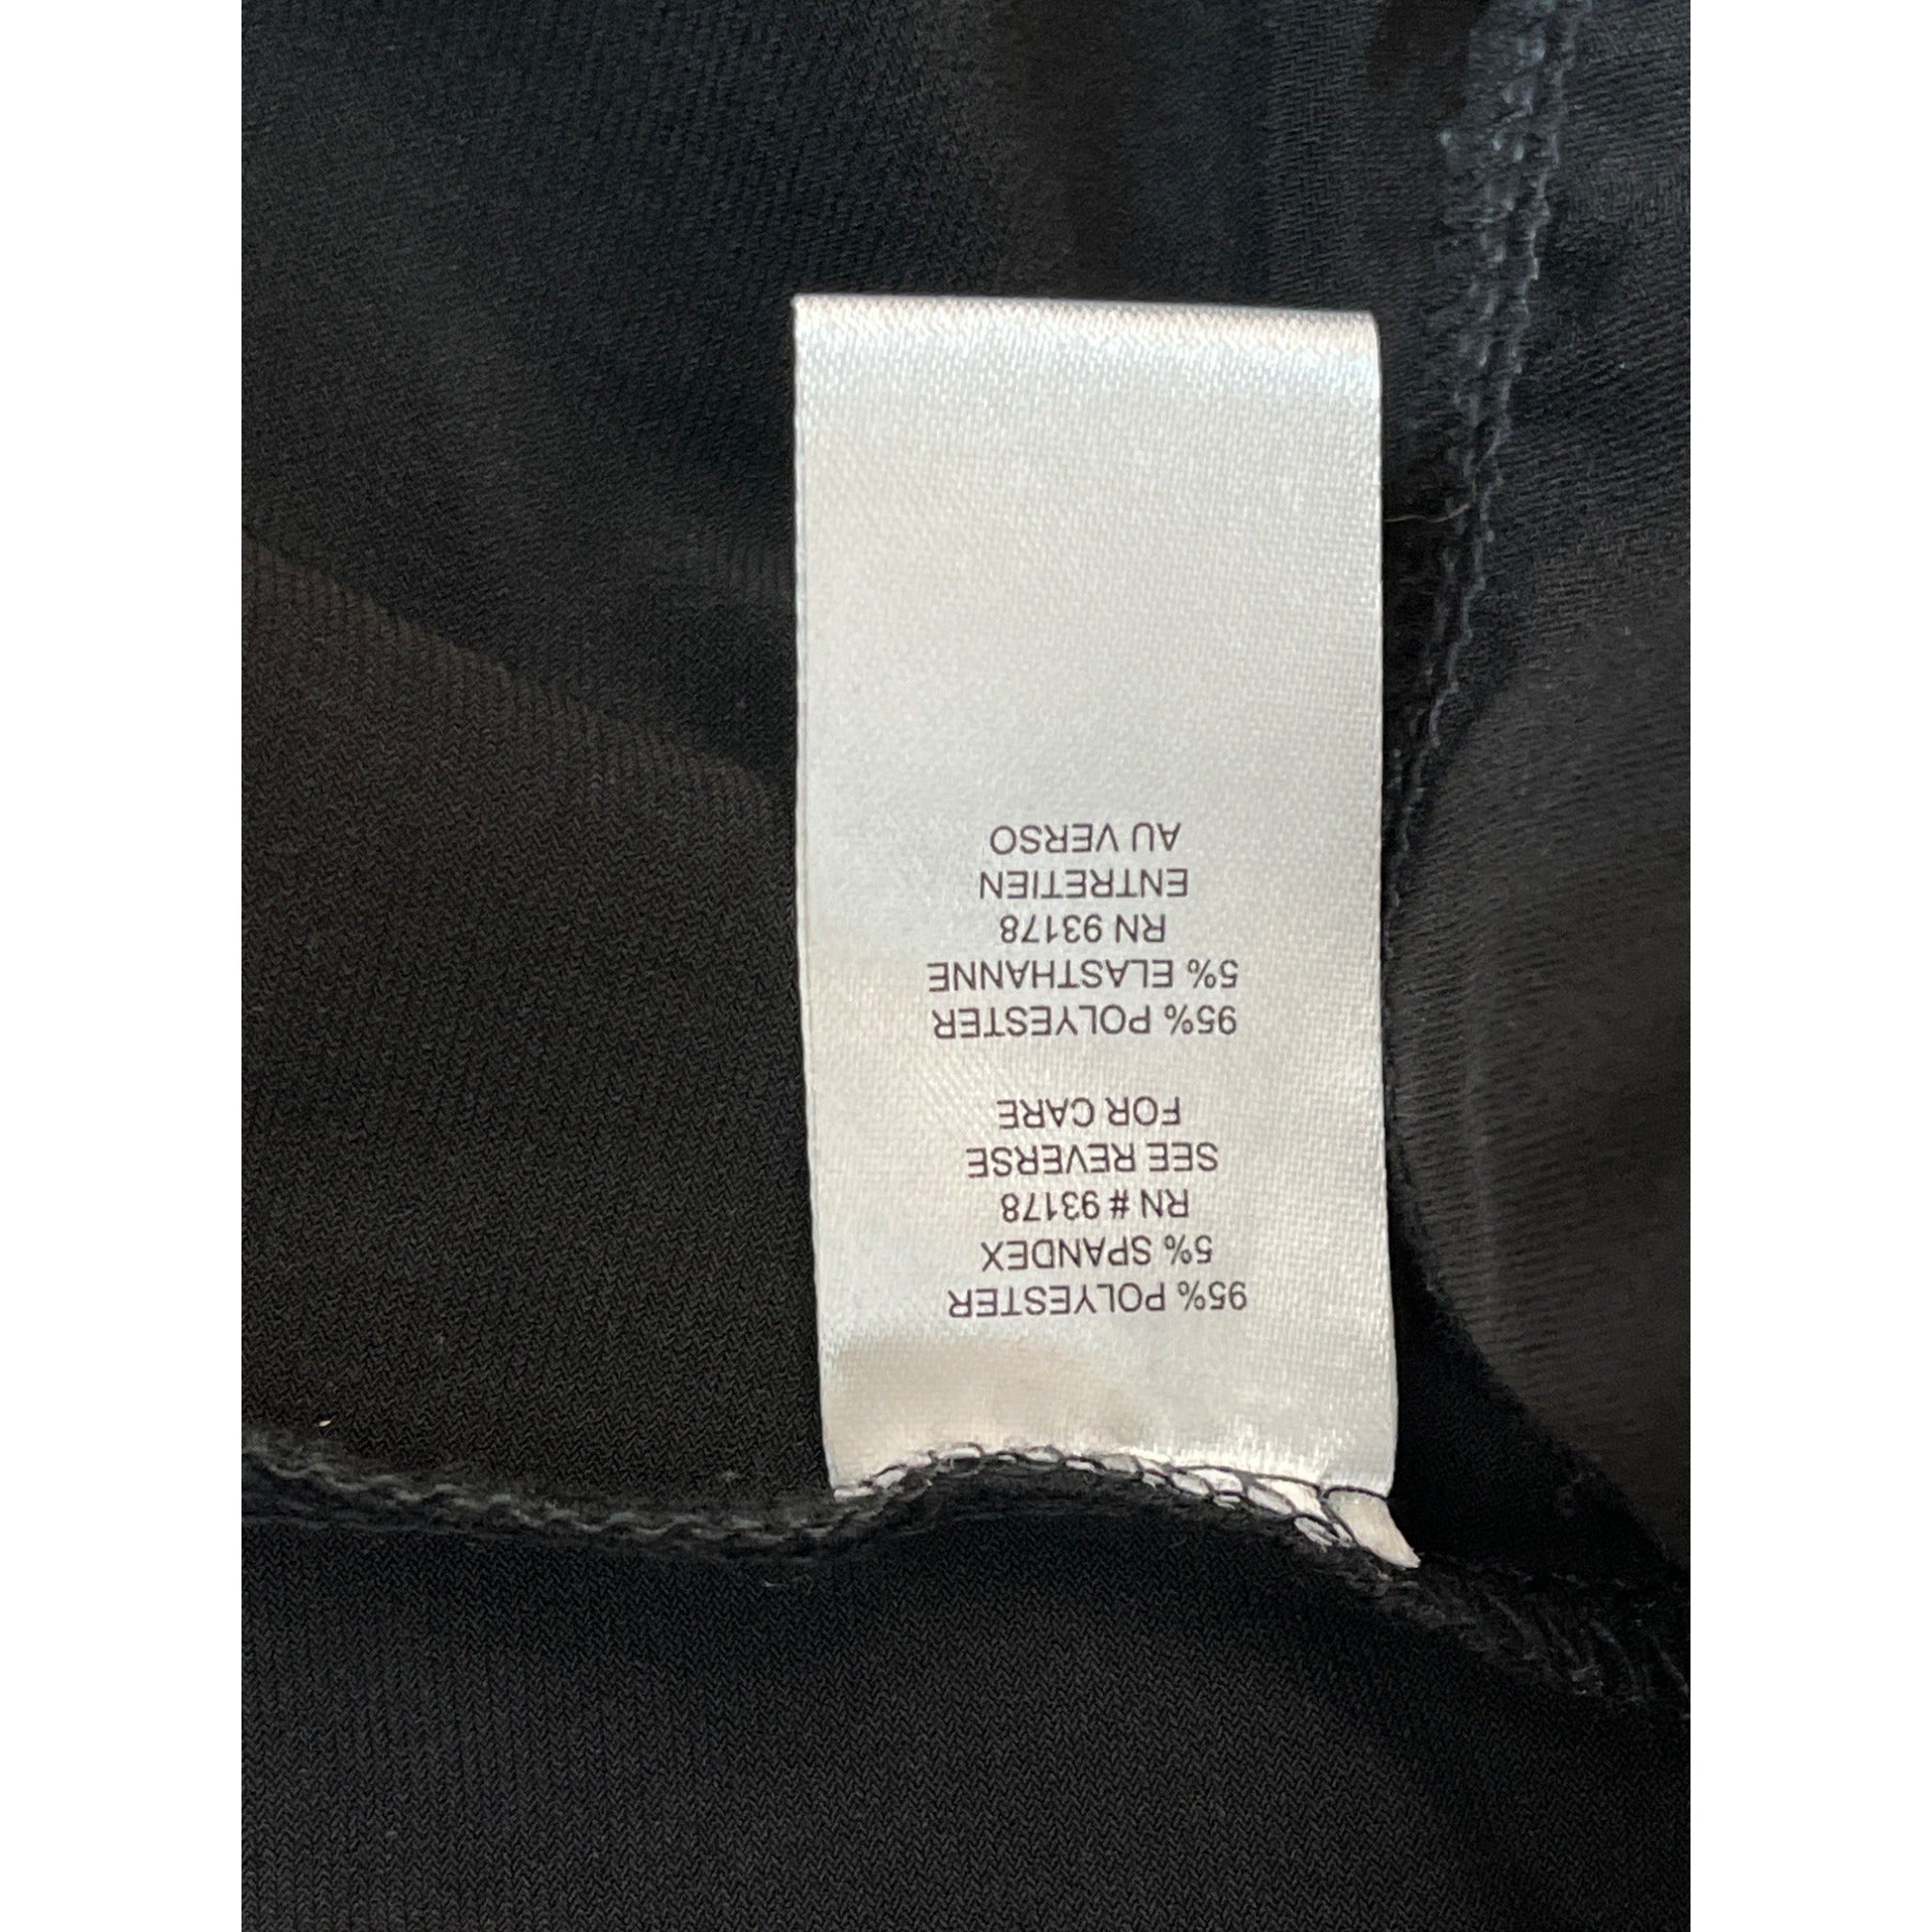 95% POLYESTER
5% SPANDEX
RN # 93178
SEE REVERSE
FOR CARE
95% POLYESTER
5% ELASTHANNE
RN 93178
ENTRETIEN
AU VERSO